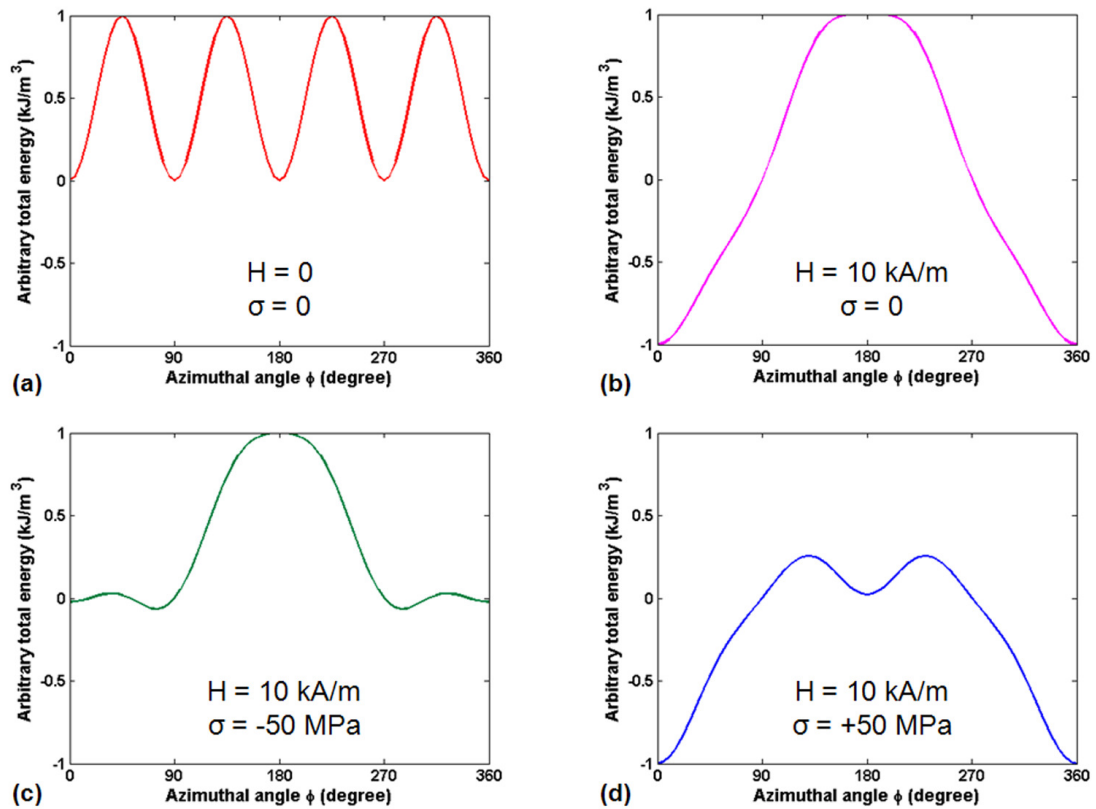 Arbitrary total energy (kJ/m³)
1
0.5
0
-0.5
-1
H = 0
σ = 0
0 90 180 270 360
(a) Azimuthal angle ϕ (degree)
Arbitrary total energy (kJ/m³)
1
0.5
0
-0.5
-1
H = 10 kA/m
σ = 0
0 90 180 270 360
(b) Azimuthal angle ϕ (degree)
Arbitrary total energy (kJ/m³)
1
0.5
0
-0.5
-1
H = 10 kA/m
σ = -50 MPa
0 90 180 270 360
(c) Azimuthal angle ϕ (degree)
Arbitrary total energy (kJ/m³)
1
0.5
0
-0.5
-1
H = 10 kA/m
σ = +50 MPa
0 90 180 270 360
(d) Azimuthal angle ϕ (degree)